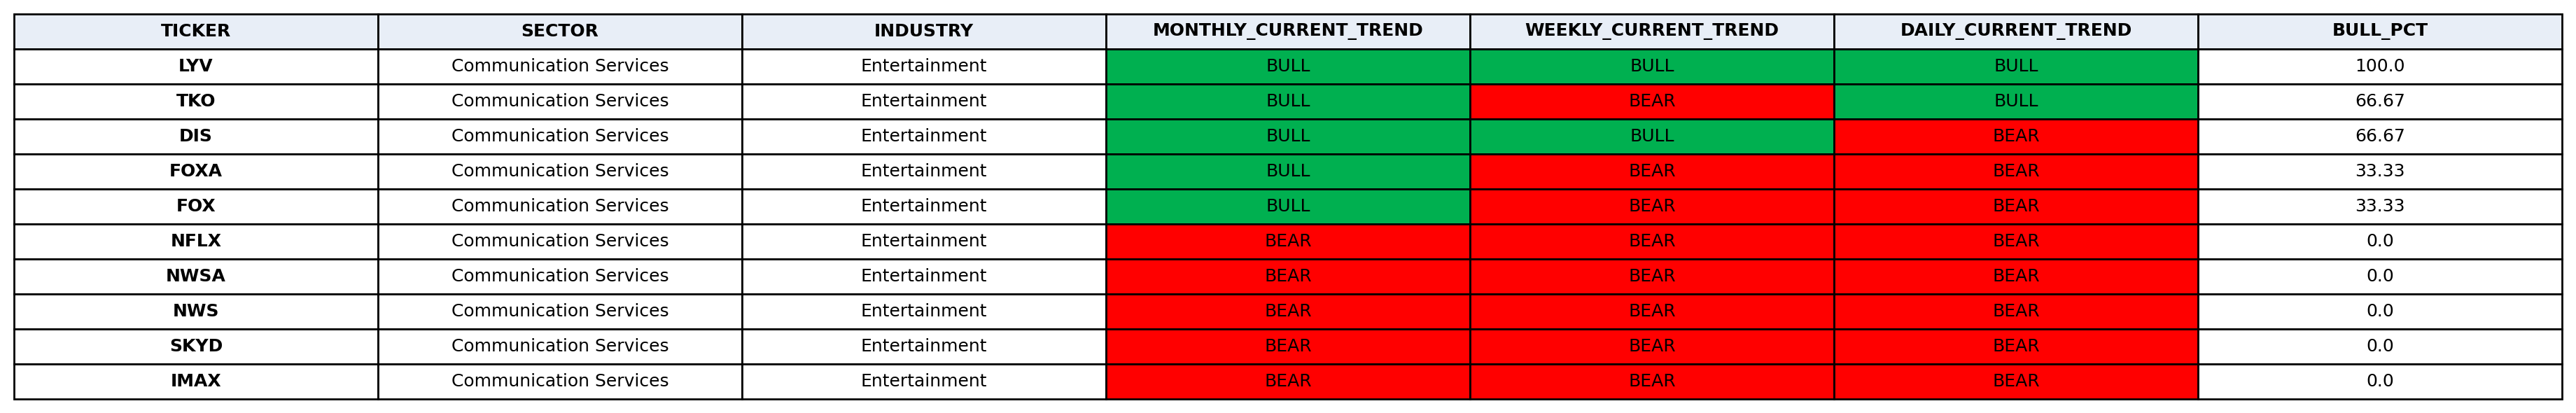 TICKER SECTOR INDUSTRY MONTHLY_CURRENT_TREND WEEKLY_CURRENT_TREND DAILY_CURRENT_TREND BULL_PCT
LYV Communication Services Entertainment BULL BULL BULL 100.0
TKO Communication Services Entertainment BULL BEAR BULL 66.67
DIS Communication Services Entertainment BULL BULL BEAR 66.67
FOXA Communication Services Entertainment BULL BEAR BEAR 33.33
FOX Communication Services Entertainment BULL BEAR BEAR 33.33
NFLX Communication Services Entertainment BEAR BEAR BEAR 0.0
NWSA Communication Services Entertainment BEAR BEAR BEAR 0.0
NWS Communication Services Entertainment BEAR BEAR BEAR 0.0
SKYD Communication Services Entertainment BEAR BEAR BEAR 0.0
IMAX Communication Services Entertainment BEAR BEAR BEAR 0.0